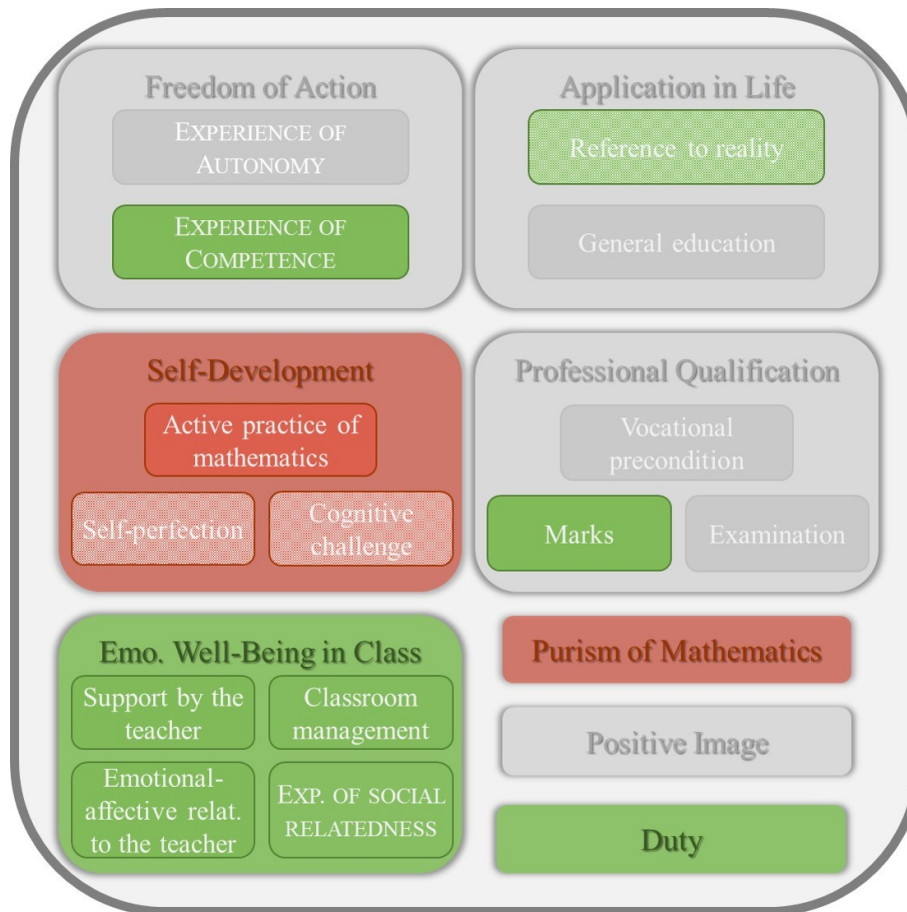 Freedom of Action
EXPERIENCE OF
AUTONOMY
EXPERIENCE OF
COMPETENCE
Application in Life
Reference to reality
General education
Self-Development
Active practice of
mathematics
Self-perfection
Cognitive
challenge
Professional Qualification
Vocational
precondition
Marks
Examination
Emo. Well-Being in Class
Support by the
teacher
Classroom
management
Emotional-
affective relat.
to the teacher
EXP. OF SOCIAL
RELATEDNESS
Purism of Mathematics
Positive Image
Duty